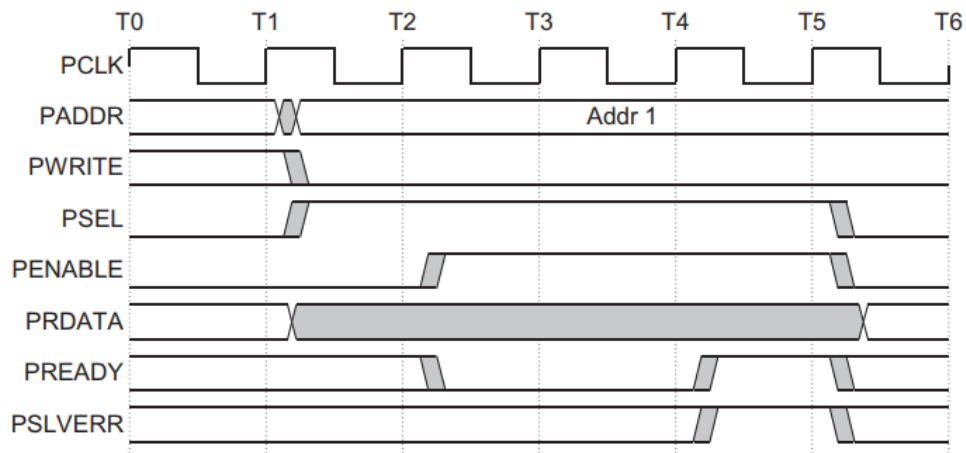 T0 T1 T2 T3 T4 T5 T6
PCLK
PADDR Addr 1
PWRITE
PSEL
PENABLE
PRDATA
PREADY
PSLVERR